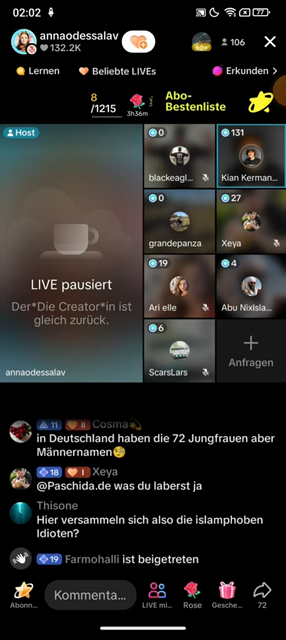 02:02
77
annaodessalav
132.2K
106
Lernen
Beliebte LIVEs
Erkunden
8
/1215
3h36m
Abo-
Bestenliste
Host
LIVE pausiert
Der*Die Creator*in ist
gleich zurück.
annaodessalav
0
blackeagl...
131
Kian Kerman...
0
grandepanza
27
Xeya
19
Ari elle
4
Abu NixIsla...
6
ScarsLars
Anfragen
11 II Cosma
in Deutschland haben die 72 Jungfrauen aber
Männernamen
18 I Xeya
@Paschida.de was du laberst ja
Thisone
Hier versammeln sich also die islamphoben
Idioten?
19 Farmohalli ist beigetreten
Abonn...
Kommenta...
LIVE mi...
Rose
Gesche...
72